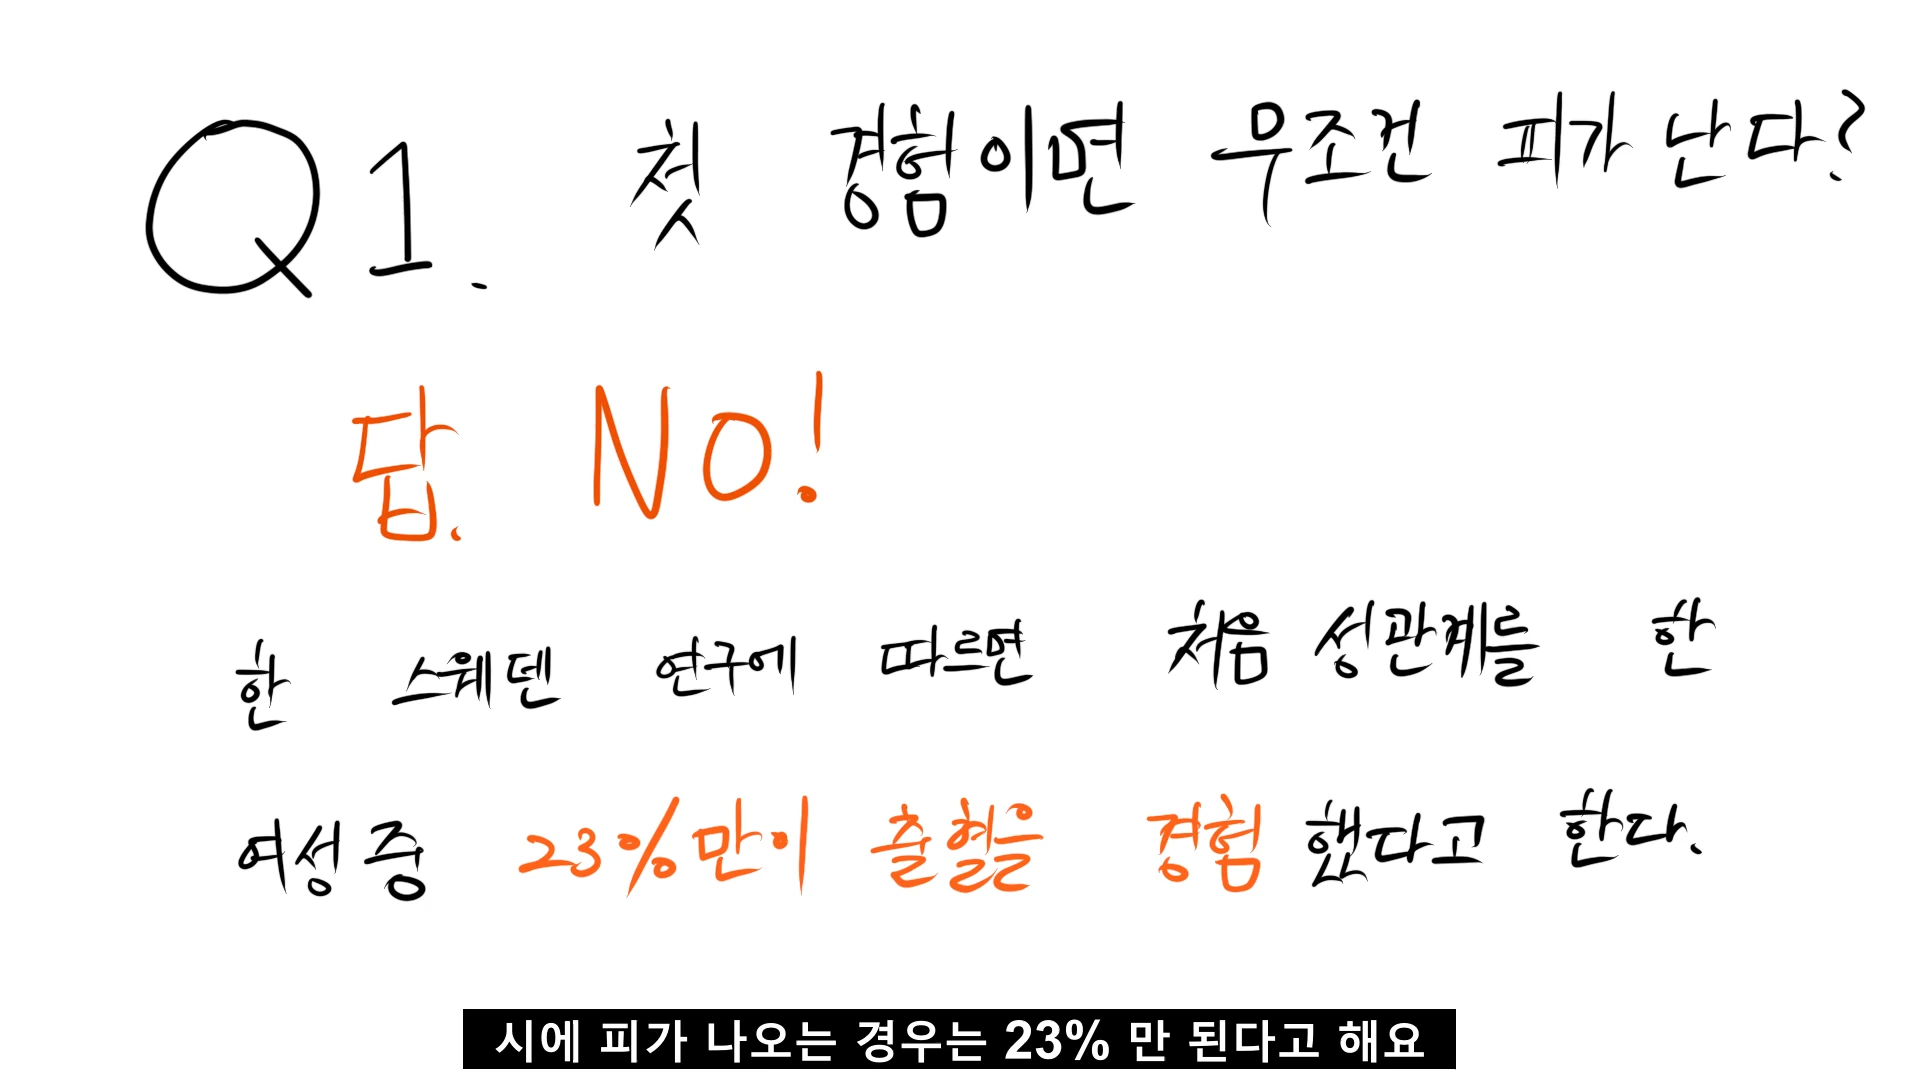 Q1. 첫 경험이면 무조건 피가 난다?
답. NO!
한 스웨덴 연구에 따르면 처음 성관계를 한
여성 중 23%만이 출혈을 경험했다고 한다.
시에 피가 나오는 경우는 23% 만 된다고 해요